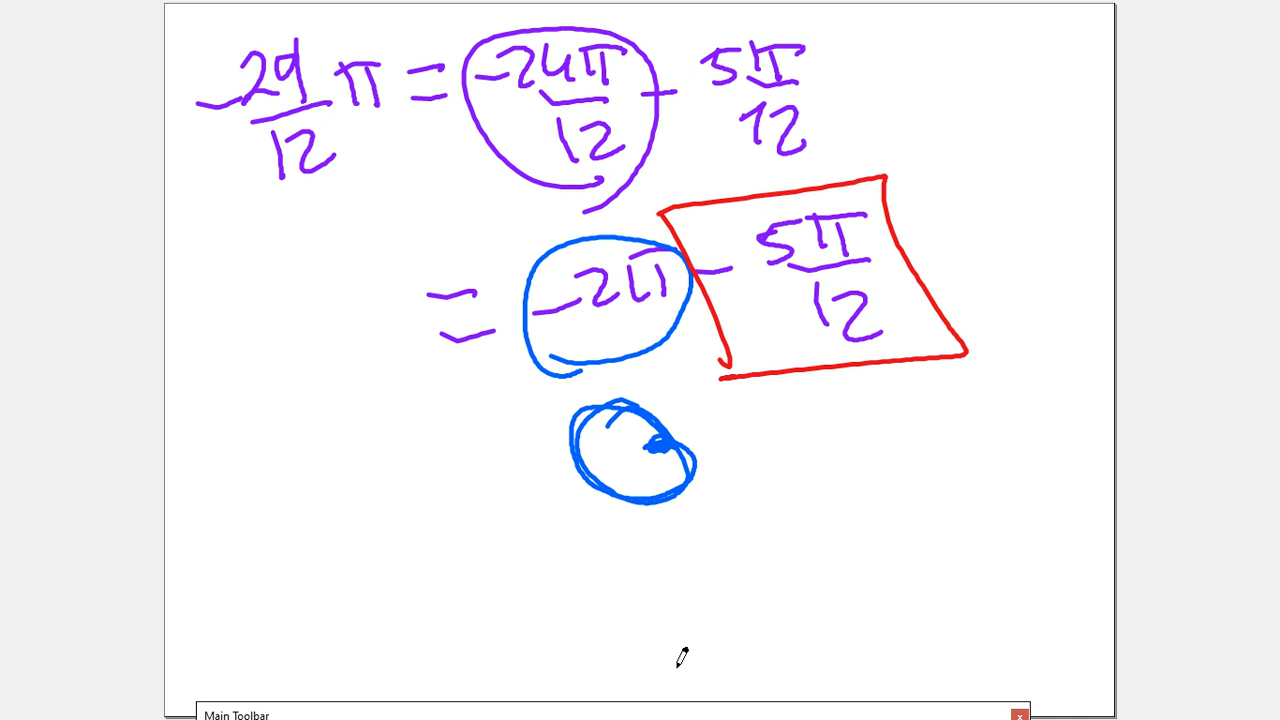 -29/12 π = -24π/12 - 5π/12
= -2π - 5π/12
Main Toolbar
x